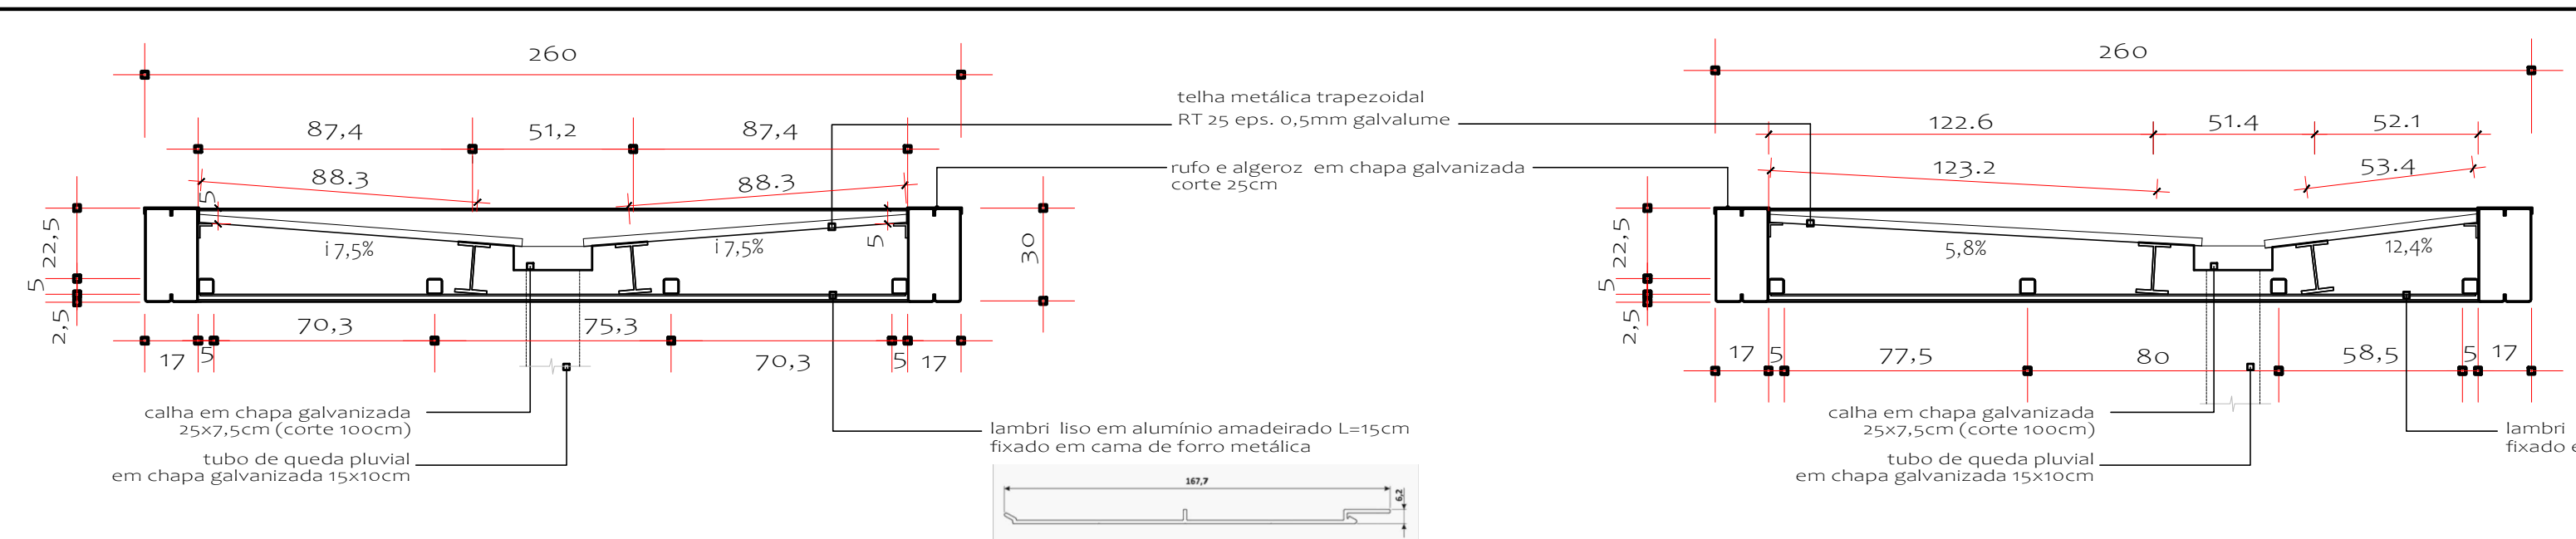 260
260
87,4
51,2
87,4
telha metálica trapezoidal
RT 25 eps. 0,5mm galvalume
122.6
51.4
52.1
88.3
88.3
rufo e algeroz em chapa galvanizada
corte 25cm
123.2
53.4
5
22,5
5
2,5
i 7,5%
i 7,5%
5
30
22,5
5
2,5
5,8%
12,4%
70,3
75,3
17
5
70,3
5
17
17
5
77,5
80
58,5
5
17
calha em chapa galvanizada
25x7,5cm (corte 100cm)
tubo de queda pluvial
em chapa galvanizada 15x10cm
lambri liso em alumínio amadeirado L=15cm
fixado em cama de forro metálica
167,7
6,2
calha em chapa galvanizada
25x7,5cm (corte 100cm)
tubo de queda pluvial
em chapa galvanizada 15x10cm
lambri
fixado e